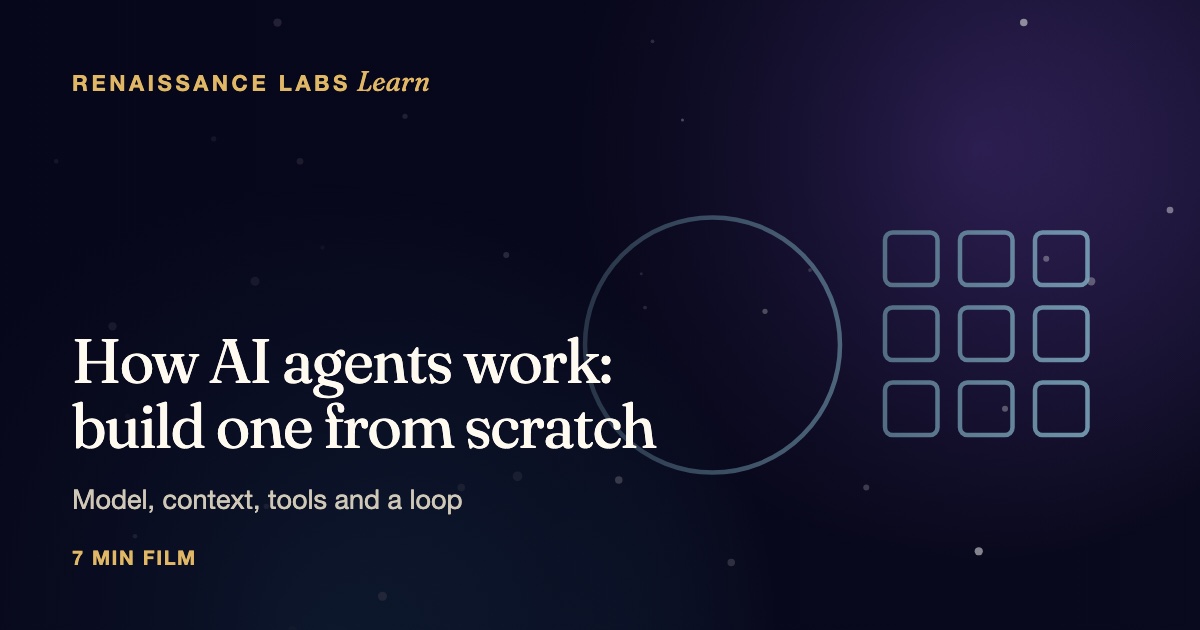 RENAISSANCE LABS Learn
How AI agents work:
build one from scratch
Model, context, tools and a loop
7 MIN FILM